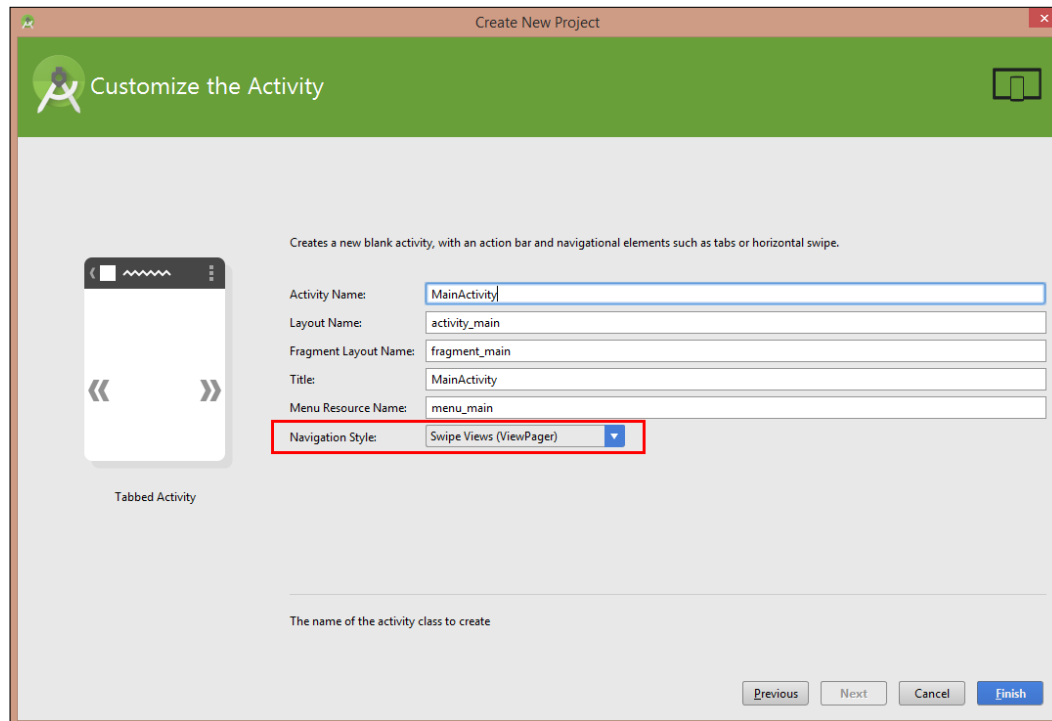 Create New Project
Customize the Activity
Creates a new blank activity, with an action bar and navigational elements such as tabs or horizontal swipe.
Activity Name: MainActivity
Layout Name: activity_main
Fragment Layout Name: fragment_main
Title: MainActivity
Menu Resource Name: menu_main
Navigation Style: Swipe Views (ViewPager)
Tabbed Activity
The name of the activity class to create
Previous Next Cancel Finish